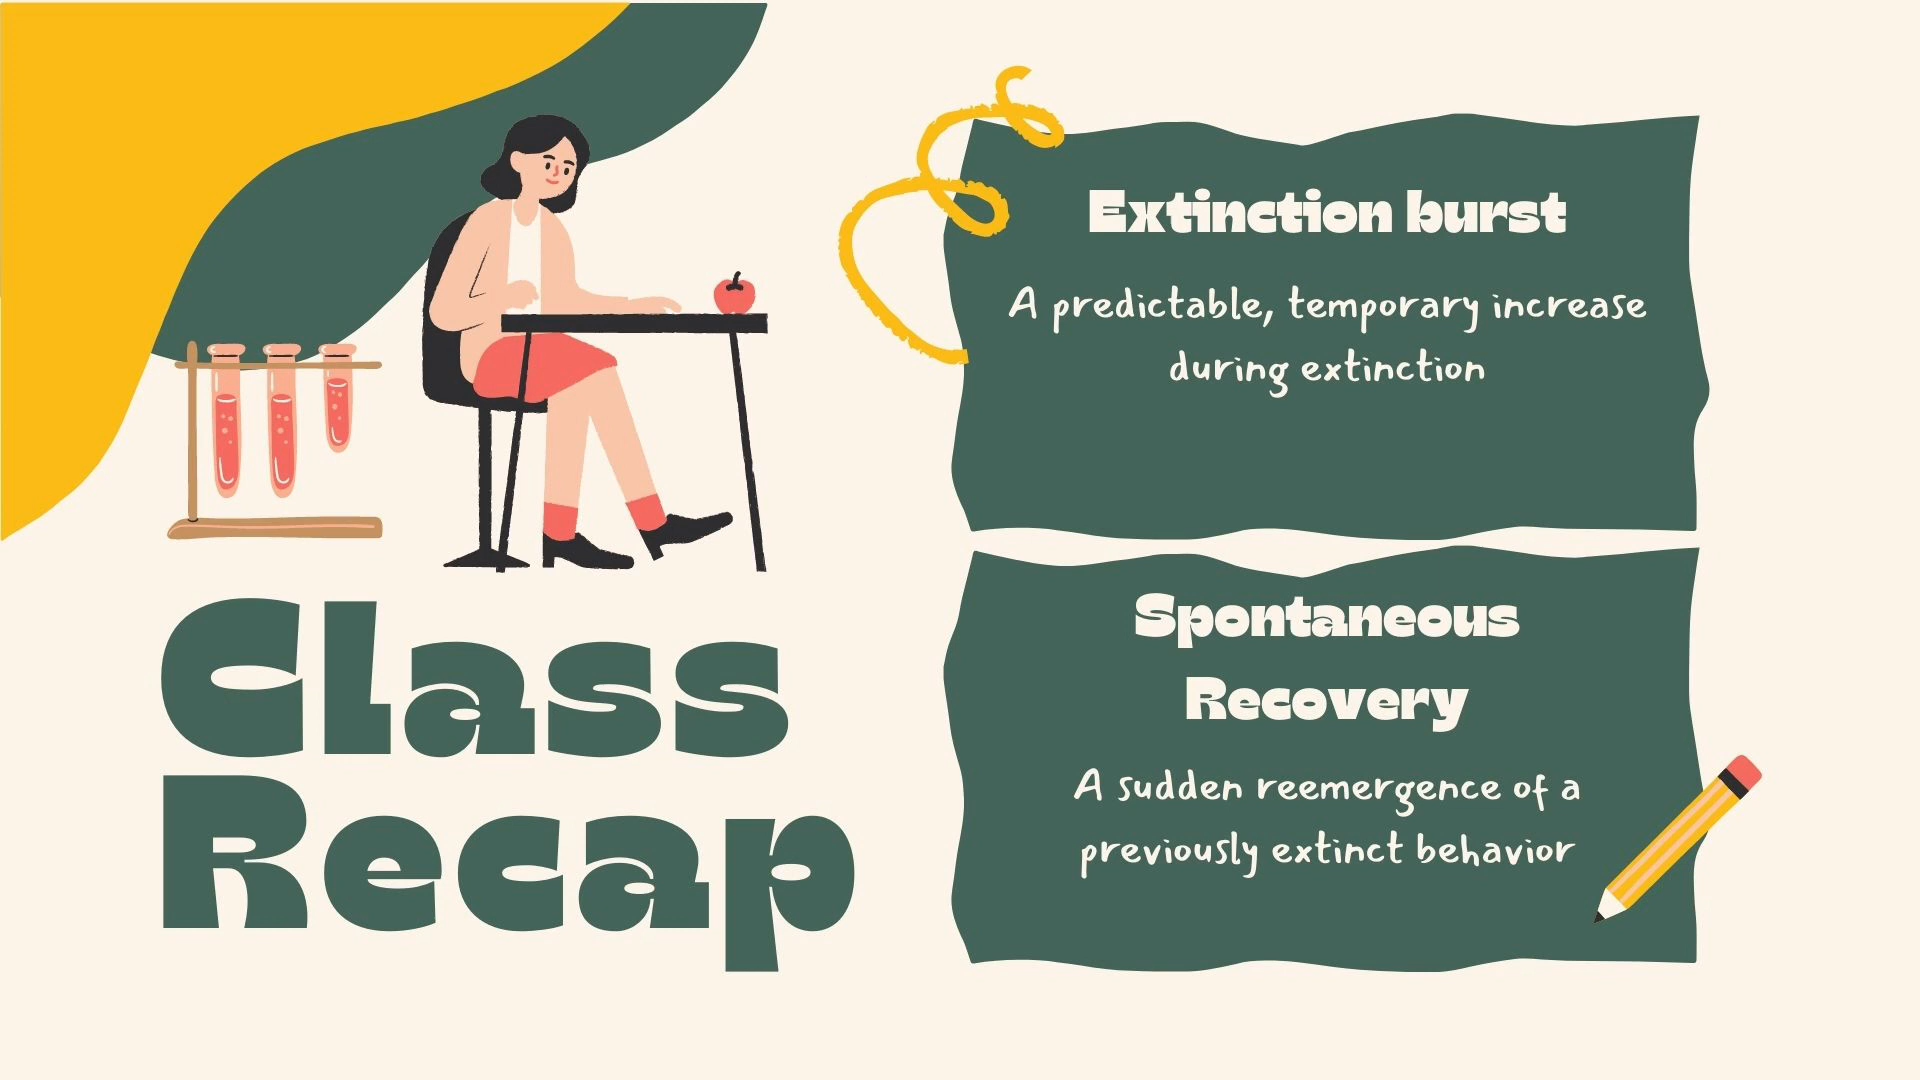 Class
Recap
Extinction burst
A predictable, temporary increase
during extinction
Spontaneous
Recovery
A sudden reemergence of a
previously extinct behavior